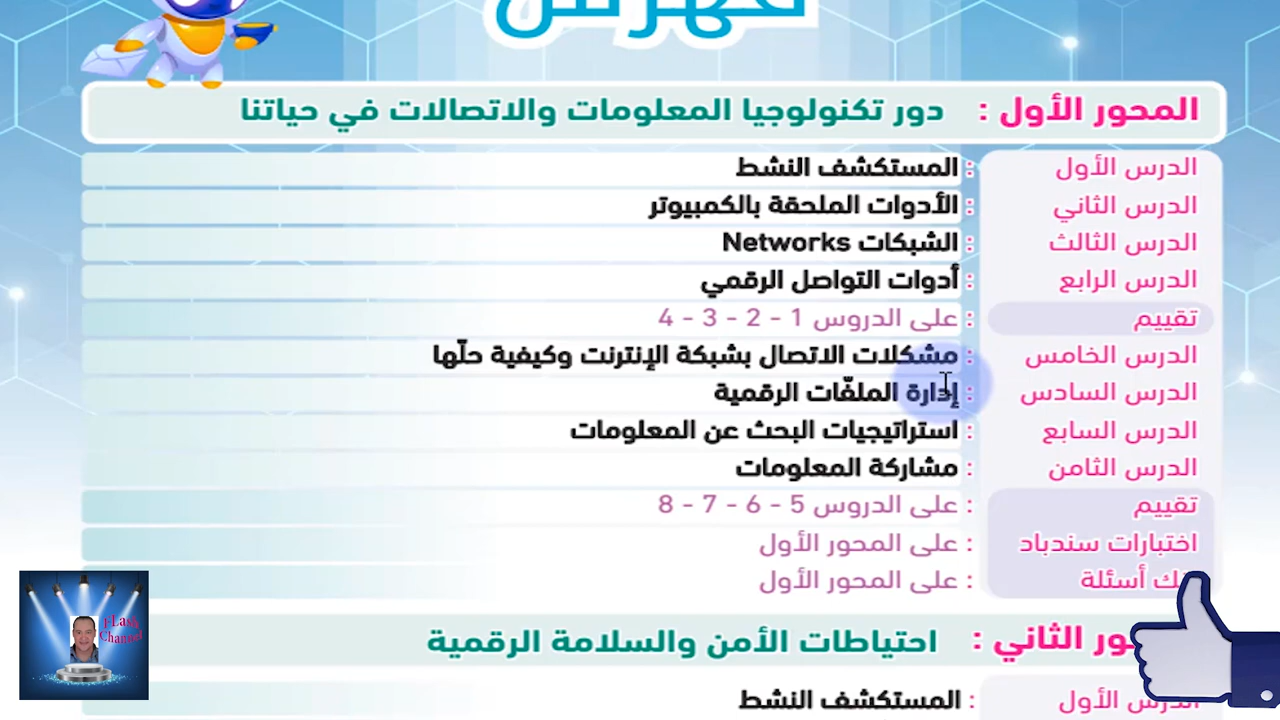 فهرس
المحور الأول : دور تكنولوجيا المعلومات والاتصالات في حياتنا
الدرس الأول : المستكشف النشط
الدرس الثاني : الأدوات الملحقة بالكمبيوتر
الدرس الثالث : الشبكات Networks
الدرس الرابع : أدوات التواصل الرقمي
تقييم : على الدروس 1 - 2 - 3 - 4
الدرس الخامس : مشكلات الاتصال بشبكة الإنترنت وكيفية حلّها
الدرس السادس : إدارة الملفّات الرقمية
الدرس السابع : استراتيجيات البحث عن المعلومات
الدرس الثامن : مشاركة المعلومات
تقييم : على الدروس 5 - 6 - 7 - 8
اختبارات سندباد : على المحور الأول
أسئلة : على المحور الأول
الثاني : احتياطات الأمن والسلامة الرقمية
الدرس الأول : المستكشف النشط
FLash
Channel